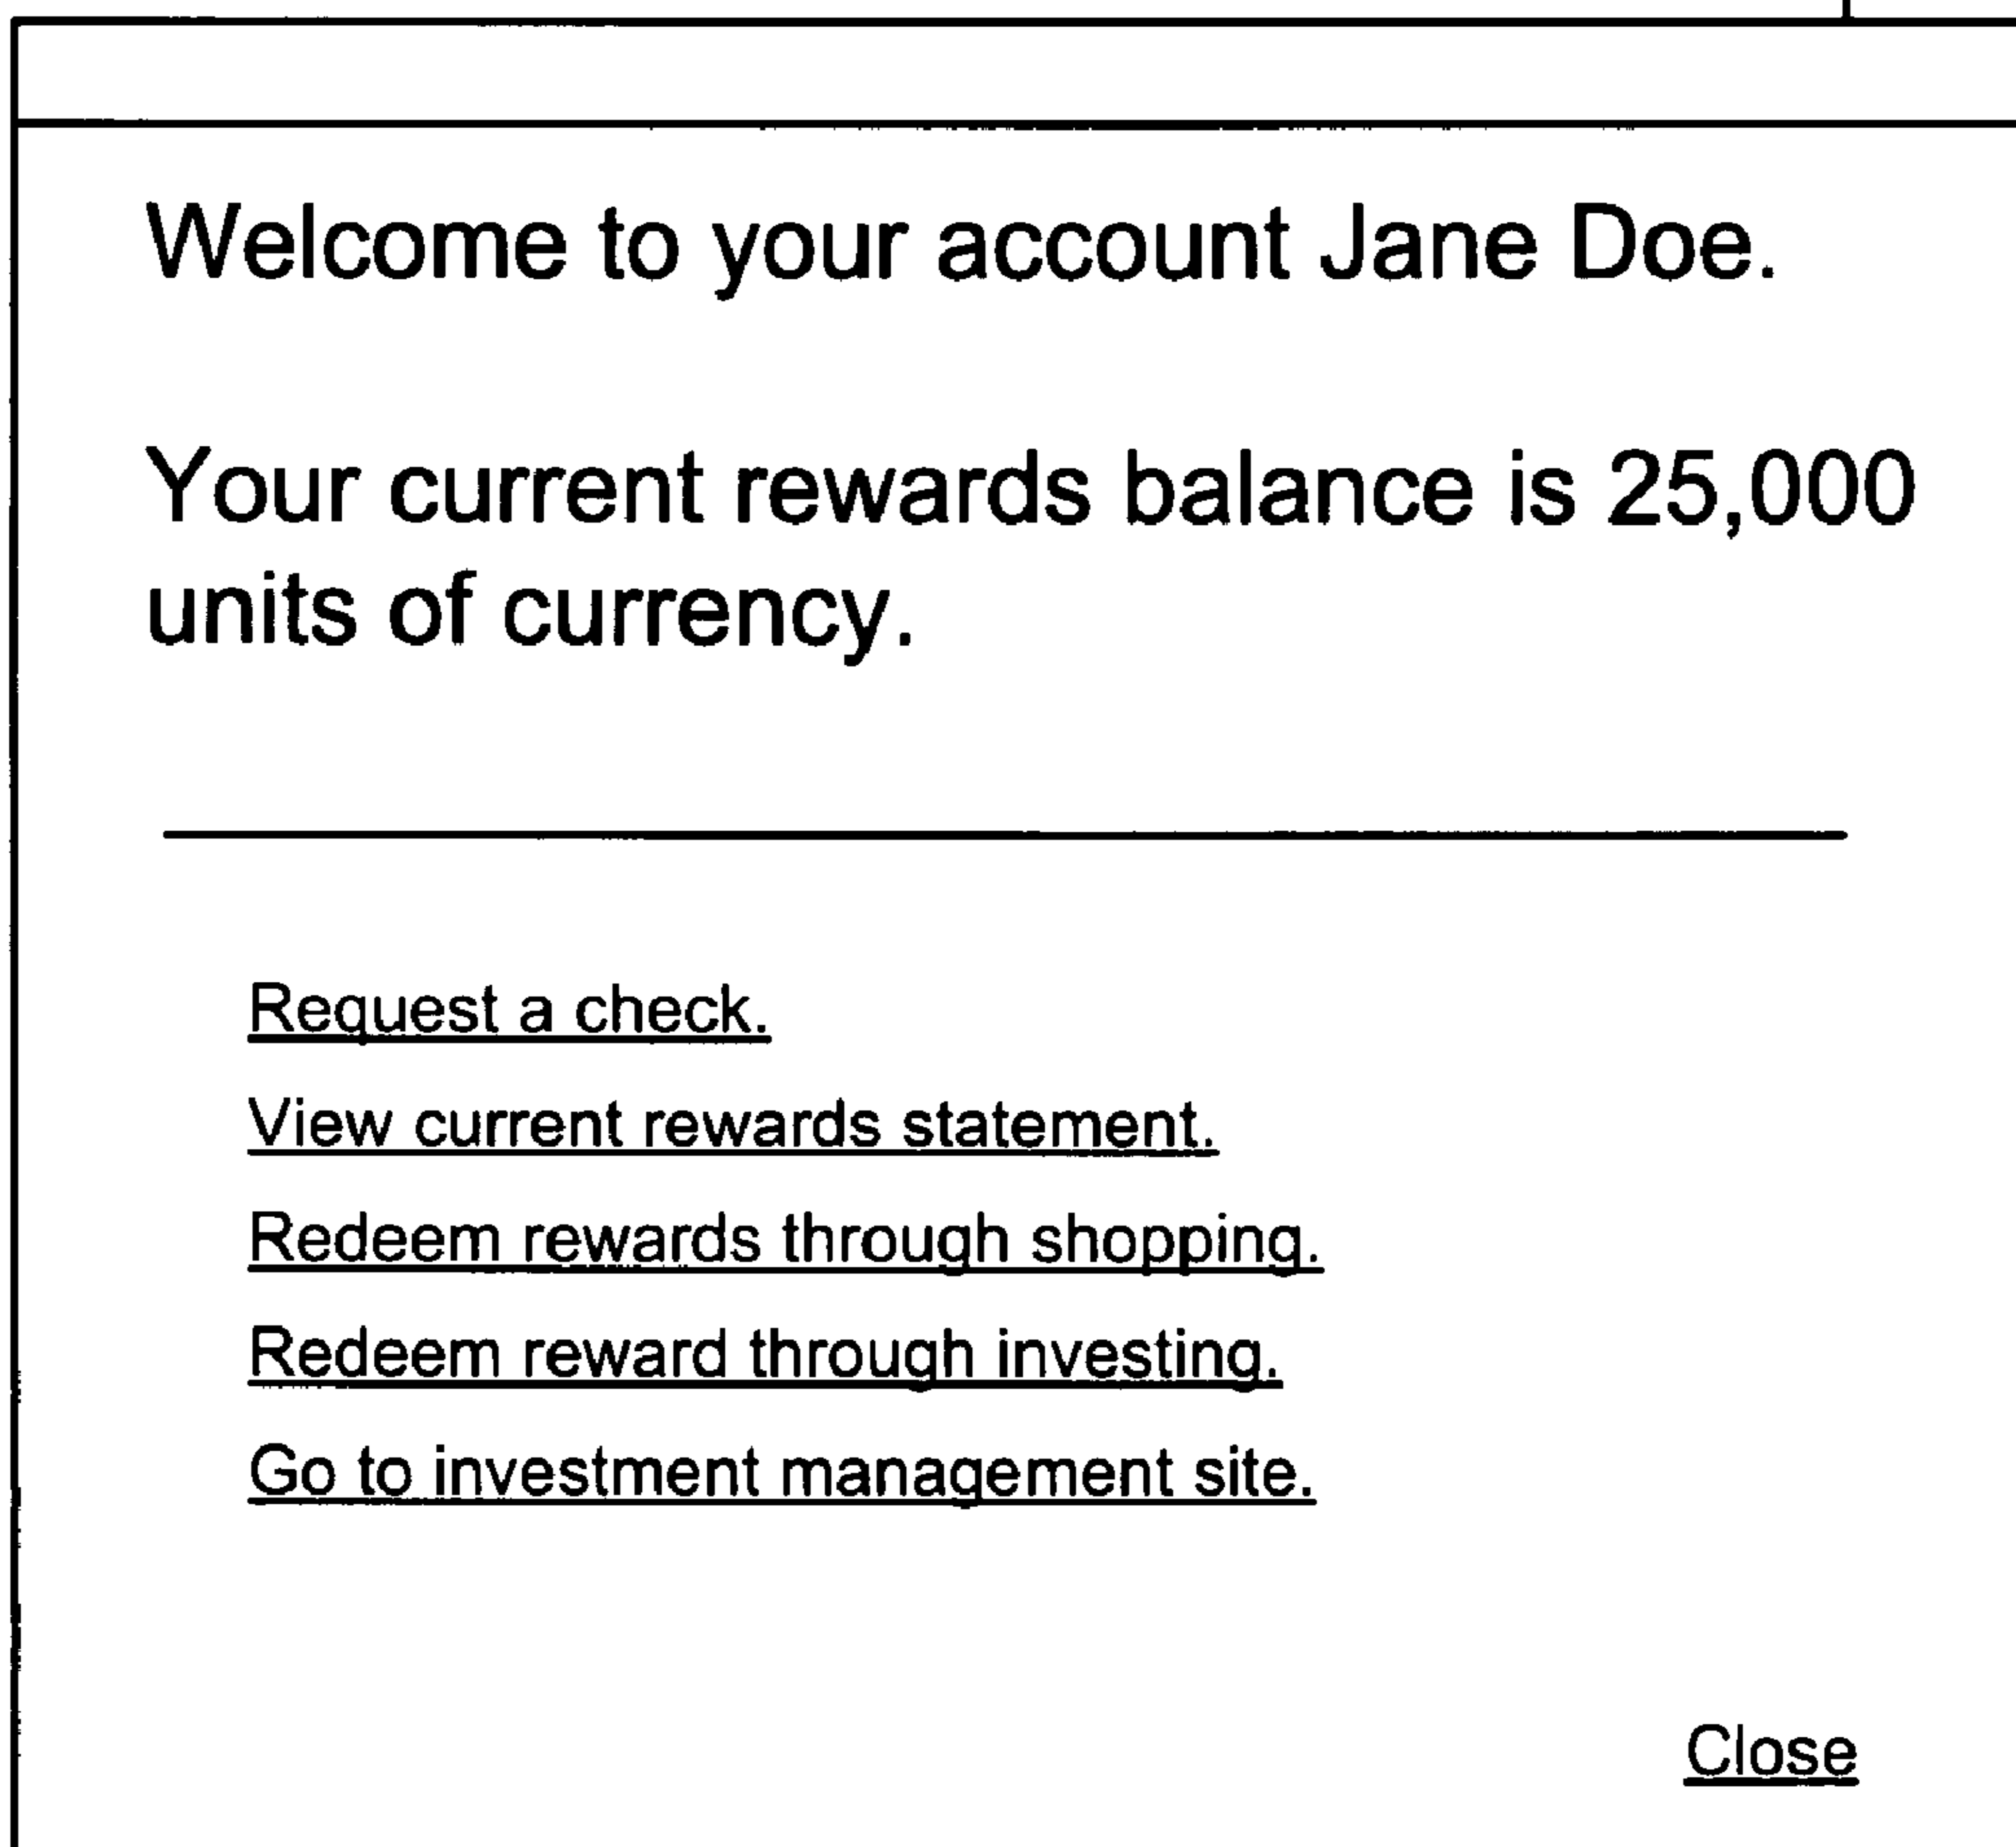 Welcome to your account Jane Doe.
Your current rewards balance is 25,000
units of currency.
Request a check.
View current rewards statement.
Redeem rewards through shopping.
Redeem reward through investing.
Go to investment management site.
Close